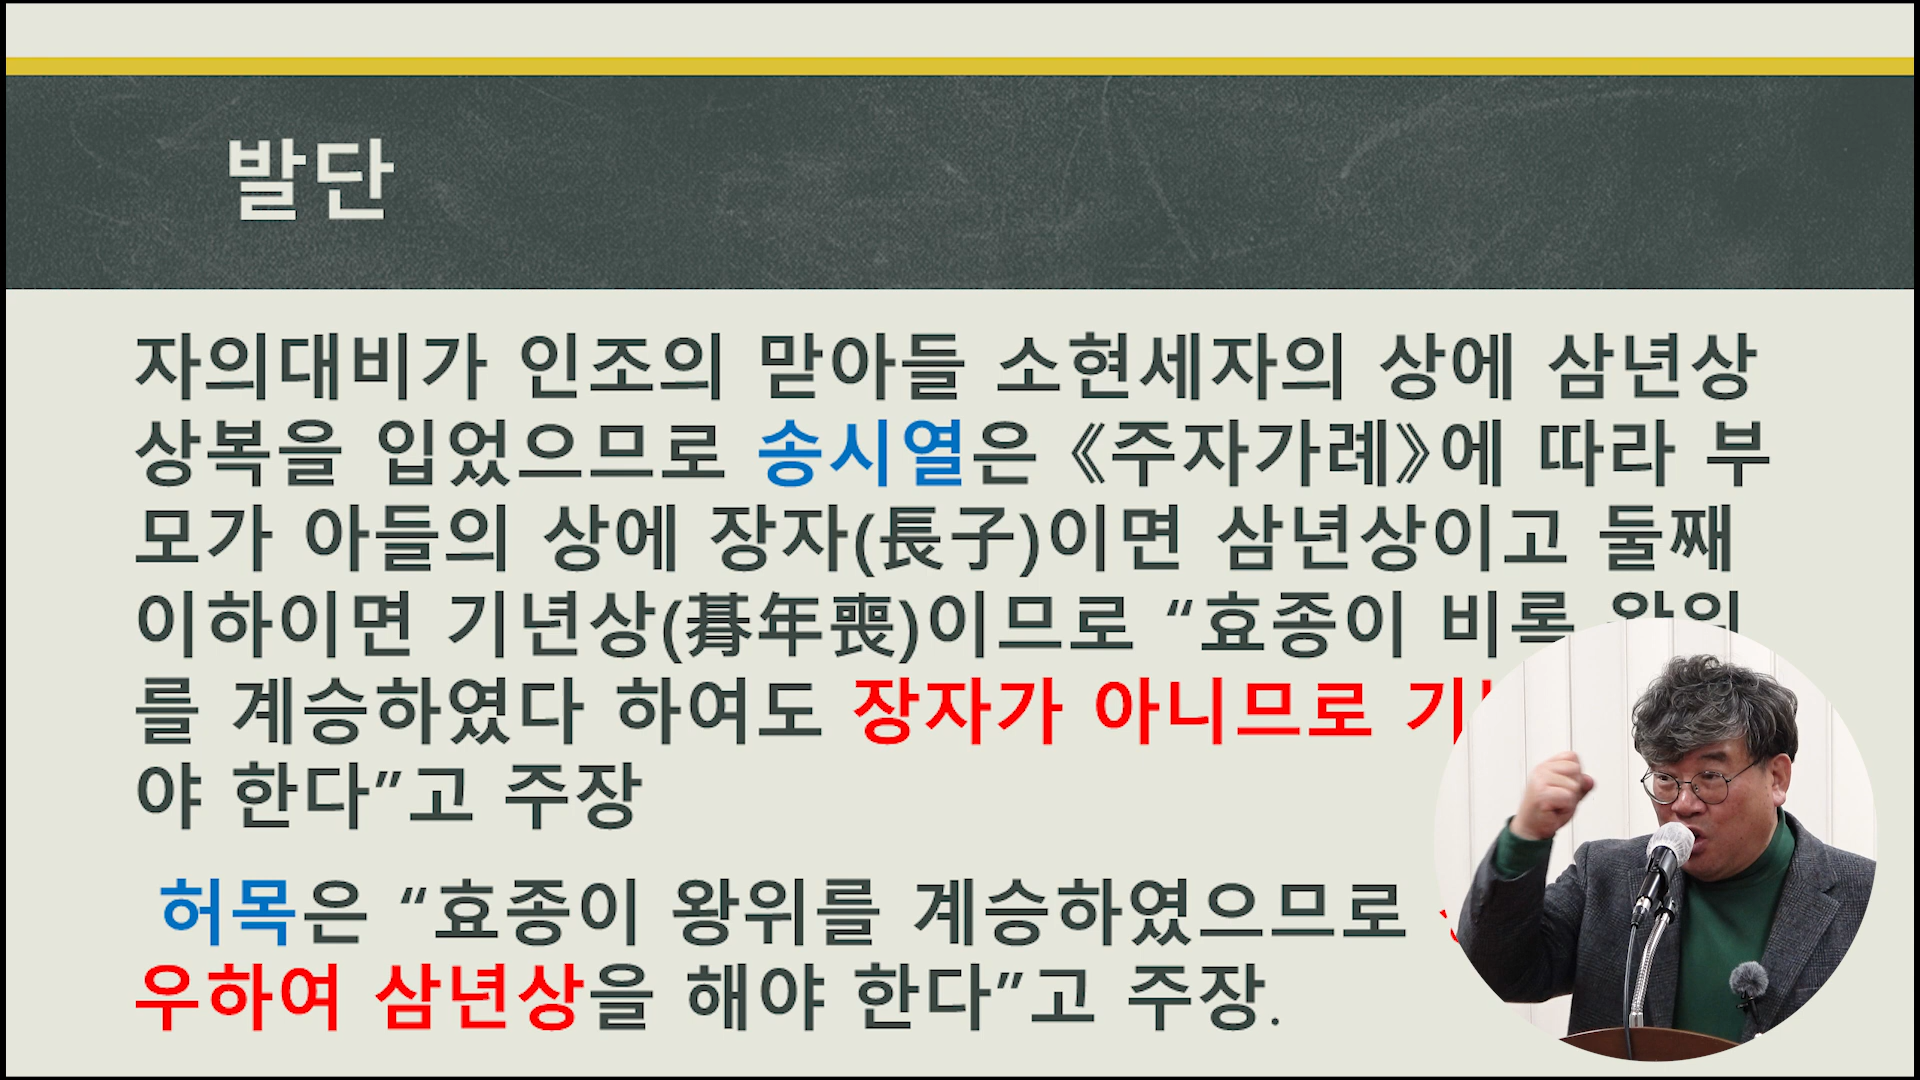 발단
자의대비가 인조의 맏아들 소현세자의 상에 삼년상
상복을 입었으므로 송시열은 《주자가례》에 따라 부
모가 아들의 상에 장자(長子)이면 삼년상이고 둘째
이하이면 기년상(朞年喪)이므로 “효종이 비록 왕위
를 계승하였다 하여도 장자가 아니므로
야 한다”고 주장
허목은 “효종이 왕위를 계승하였으므로
우하여 삼년상을 해야 한다”고 주장.